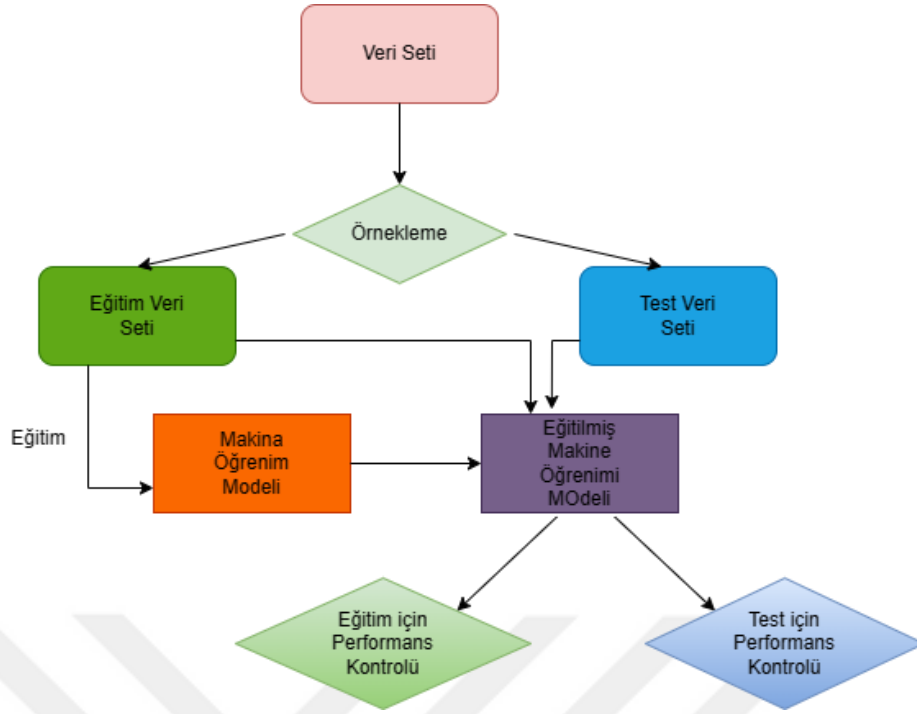 Veri Seti
Örnekleme
Eğitim Veri
Seti
Test Veri
Seti
Eğitim
Makina
Öğrenim
Modeli
Eğitilmiş
Makine
Öğrenimi
MOdeli
Eğitim için
Performans
Kontrolü
Test için
Performans
Kontrolü